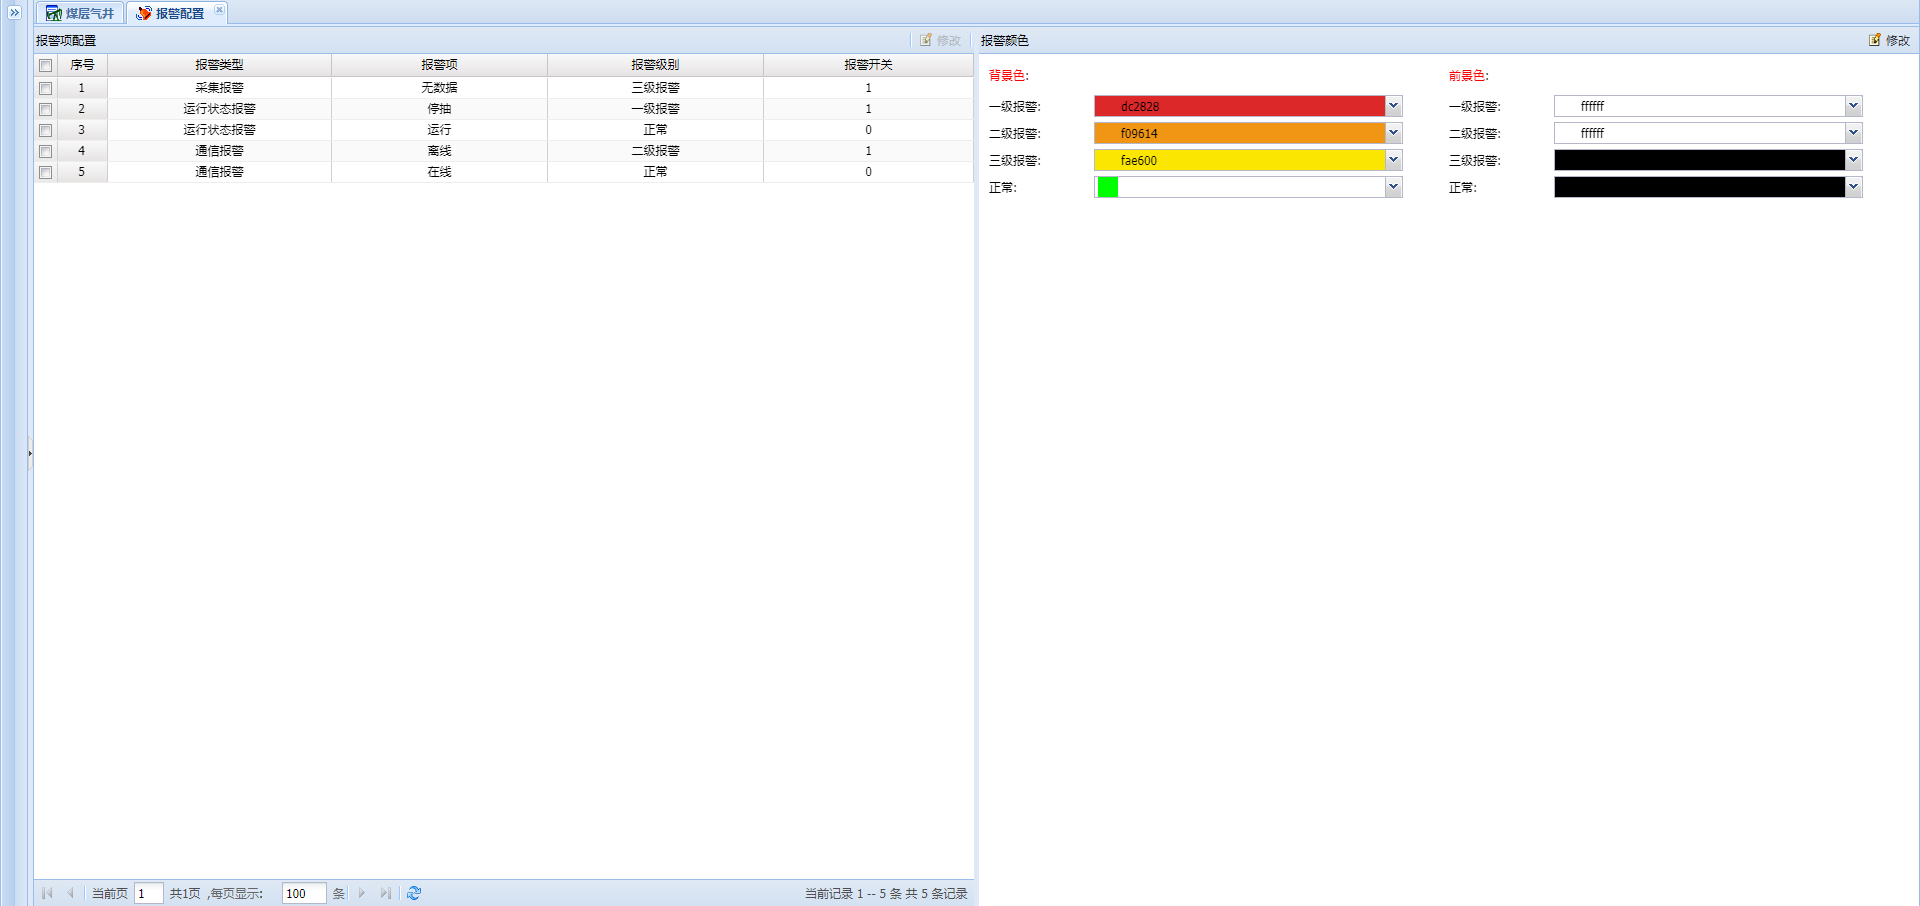 煤层气井 报警配置
报警项配置 修改
序号 报警类型 报警项 报警级别 报警开关
1 采集报警 无数据 三级报警 1
2 运行状态报警 停抽 一级报警 1
3 运行状态报警 运行 正常 0
4 通信报警 离线 二级报警 1
5 通信报警 在线 正常 0
当前页 1 共1页 ,每页显示: 100 条 当前记录 1 -- 5 条 共 5 条记录
报警颜色 修改
背景色: 前景色:
一级报警: dc2828 一级报警: ffffff
二级报警: f09614 二级报警: ffffff
三级报警: fae600 三级报警:
正常: 正常: